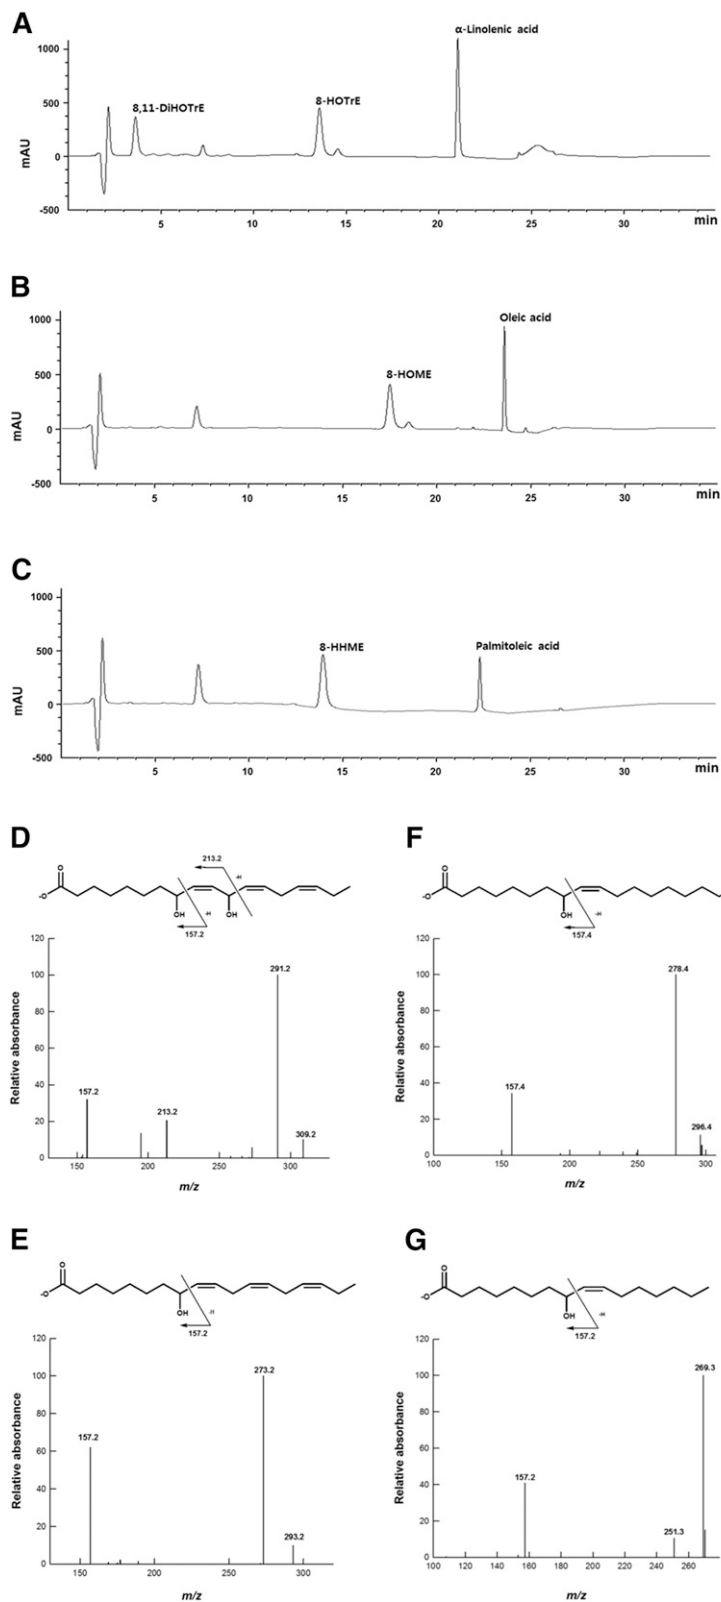 A
α-Linolenic acid
1000
8,11-DiHOTrE
8-HOTrE
500
mAU
0
-500
5
10
15
20
25
30
min
B
Oleic acid
1000
8-HOME
500
mAU
0
-500
5
10
15
20
25
30
min
C
1000
8-HHME
Palmitoleic acid
500
mAU
0
-500
5
10
15
20
25
30
min
D
213.2
-H
O
-O
OH
OH
-H
157.2
120
291.2
100
80
Relative absorbance
60
40
157.2
213.2
20
309.2
0
150
200
250
300
m/z
F
O
-O
OH
-H
157.4
120
278.4
100
80
Relative absorbance
60
40
157.4
20
296.4
0
100
150
200
250
300
m/z
E
O
-O
OH
-H
157.2
120
273.2
100
80
Relative absorbance
157.2
60
40
20
293.2
0
150
200
250
300
m/z
G
O
-O
OH
-H
157.2
120
269.3
100
80
Relative absorbance
60
157.2
40
20
251.3
0
100
120
140
160
180
200
220
240
260
m/z